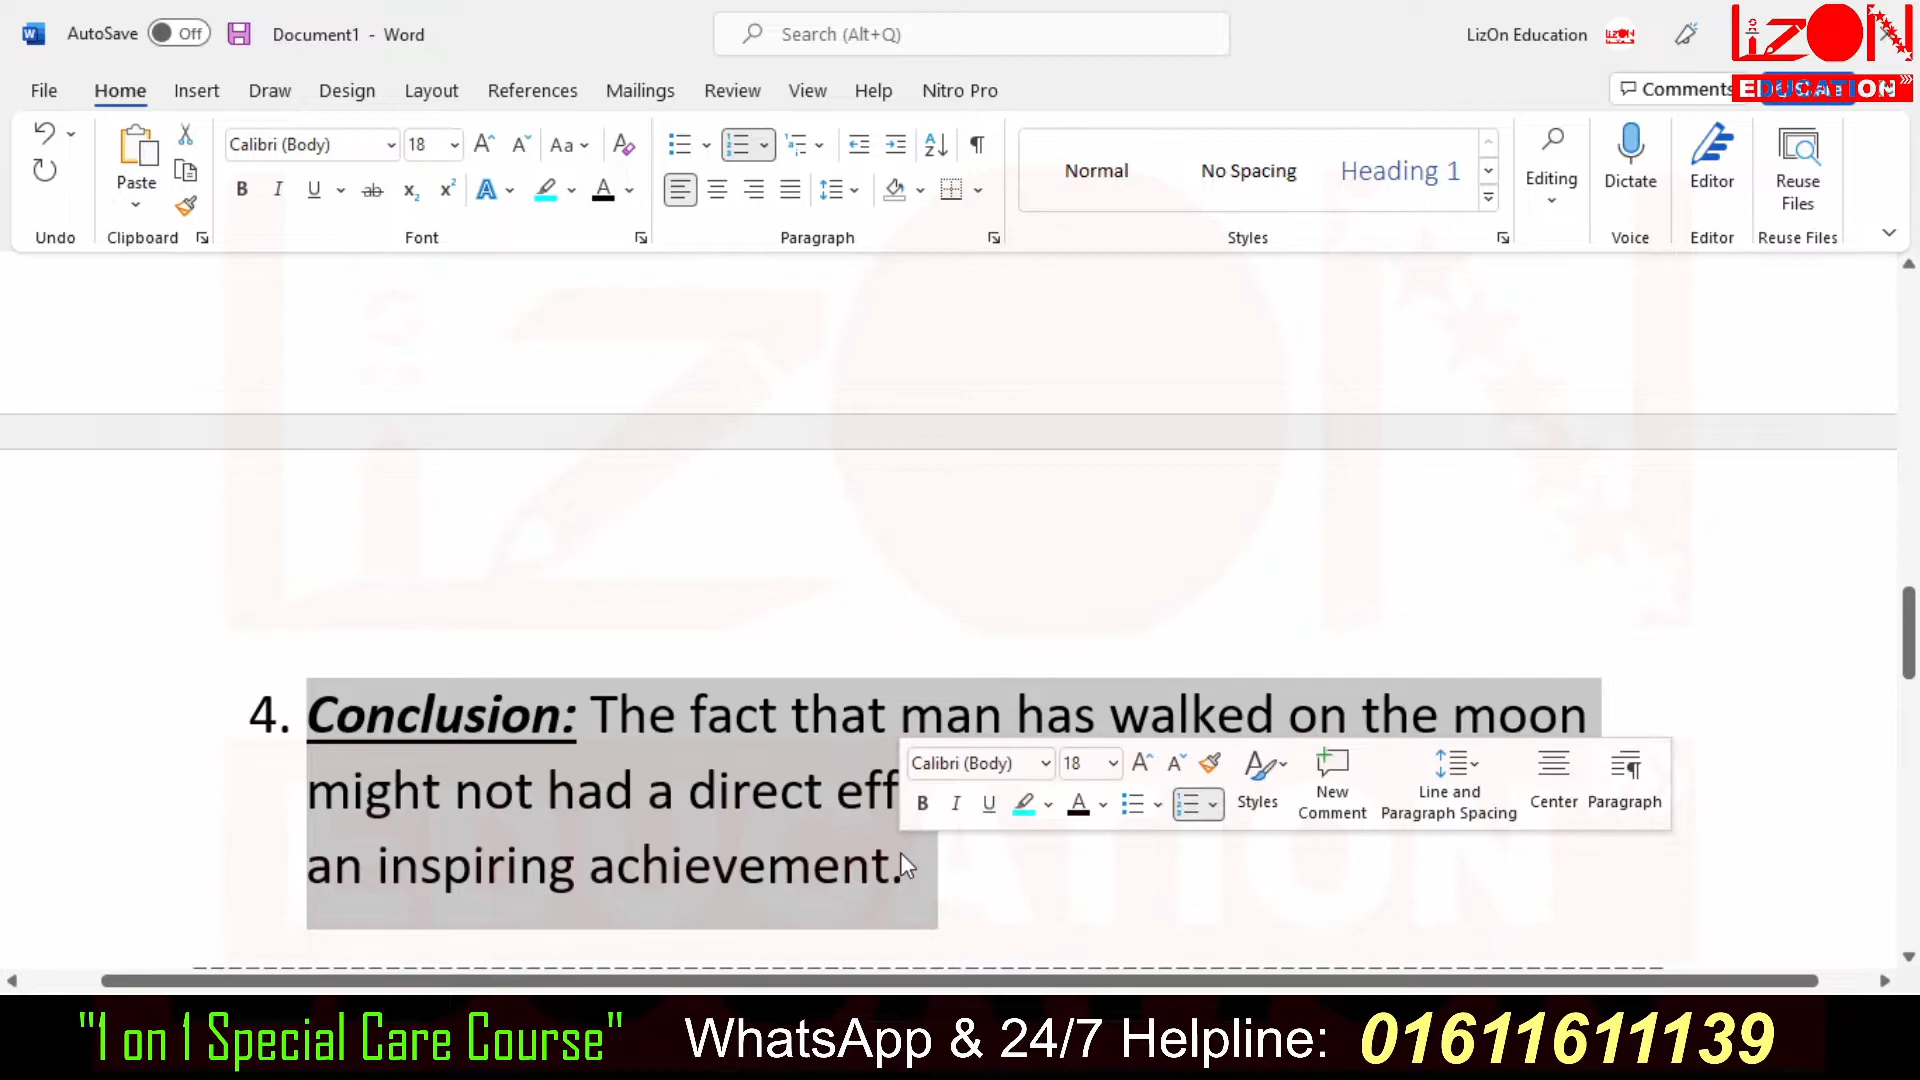 AutoSave Off Document1 - Word Search (Alt+Q) LizOn Education
LizON
EDUCATION
File Home Insert Draw Design Layout References Mailings Review View Help Nitro Pro Comments
Paste Calibri (Body) 18 Aa Normal No Spacing Heading 1 Editing Dictate Editor Reuse Files
Undo Clipboard Font Paragraph Styles Voice Editor Reuse Files
4. Conclusion: The fact that man has walked on the moon
might not had a direct eff
Calibri (Body) 18 Styles New Comment Line and Paragraph Spacing Center Paragraph
an inspiring achievement.
"1 on 1 Special Care Course" WhatsApp & 24/7 Helpline: 01611611139